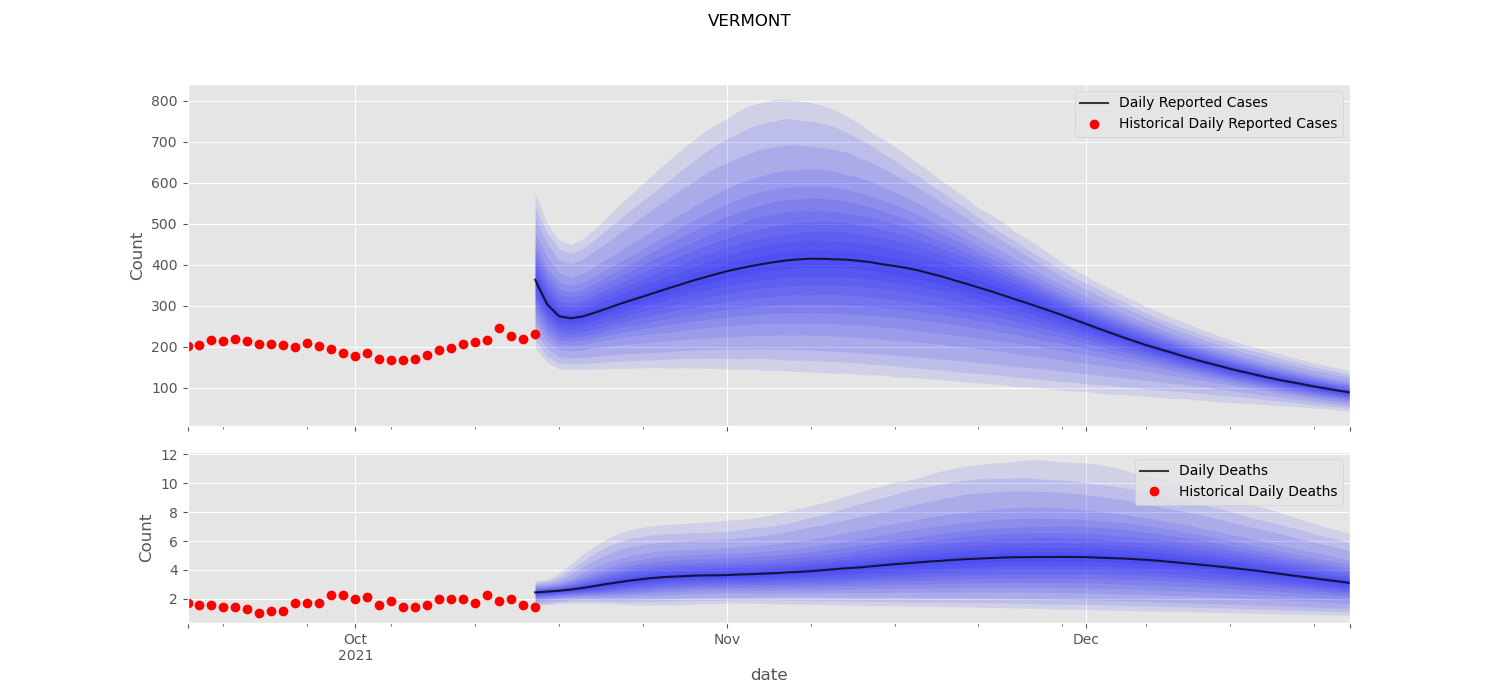 VERMONT
800
700
600
500
400
300
200
100
Count
Daily Reported Cases
Historical Daily Reported Cases
12
10
8
6
4
2
Count
Daily Deaths
Historical Daily Deaths
Oct
2021
Nov
Dec
date